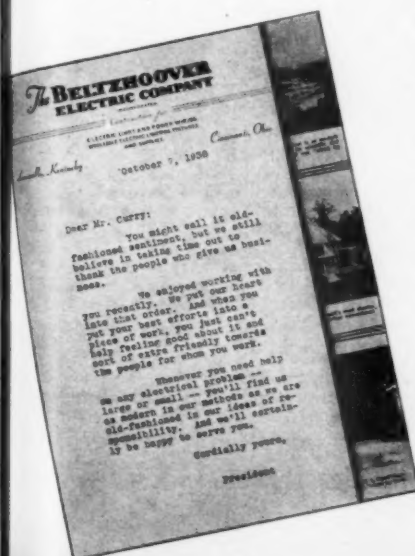 The BELTZHOOVER
ELECTRIC COMPANY
INCORPORATED
ELECTRIC LIGHT AND POWER WIRING
AND SUPPLIES
Louisville, Kentucky
Cincinnati, Ohio
October 7, 1938
Dear Mr. Curry:
You might call it old-
fashioned sentiment, but we still
believe in taking time out to
thank the people who give us busi-
ness.
We enjoyed working with
you recently. We put our heart
into that order. And when you
put your best efforts into a
piece of work, you just can't
help feeling good about it and
sort of extra friendly towards
the people for whom you work.
Whenever you need help
on any electrical problem --
large or small -- you'll find us
as modern in our methods as we are
old-fashioned in our ideas of re-
sponsibility. And we'll certain-
ly be happy to serve you.
Cordially yours,
President